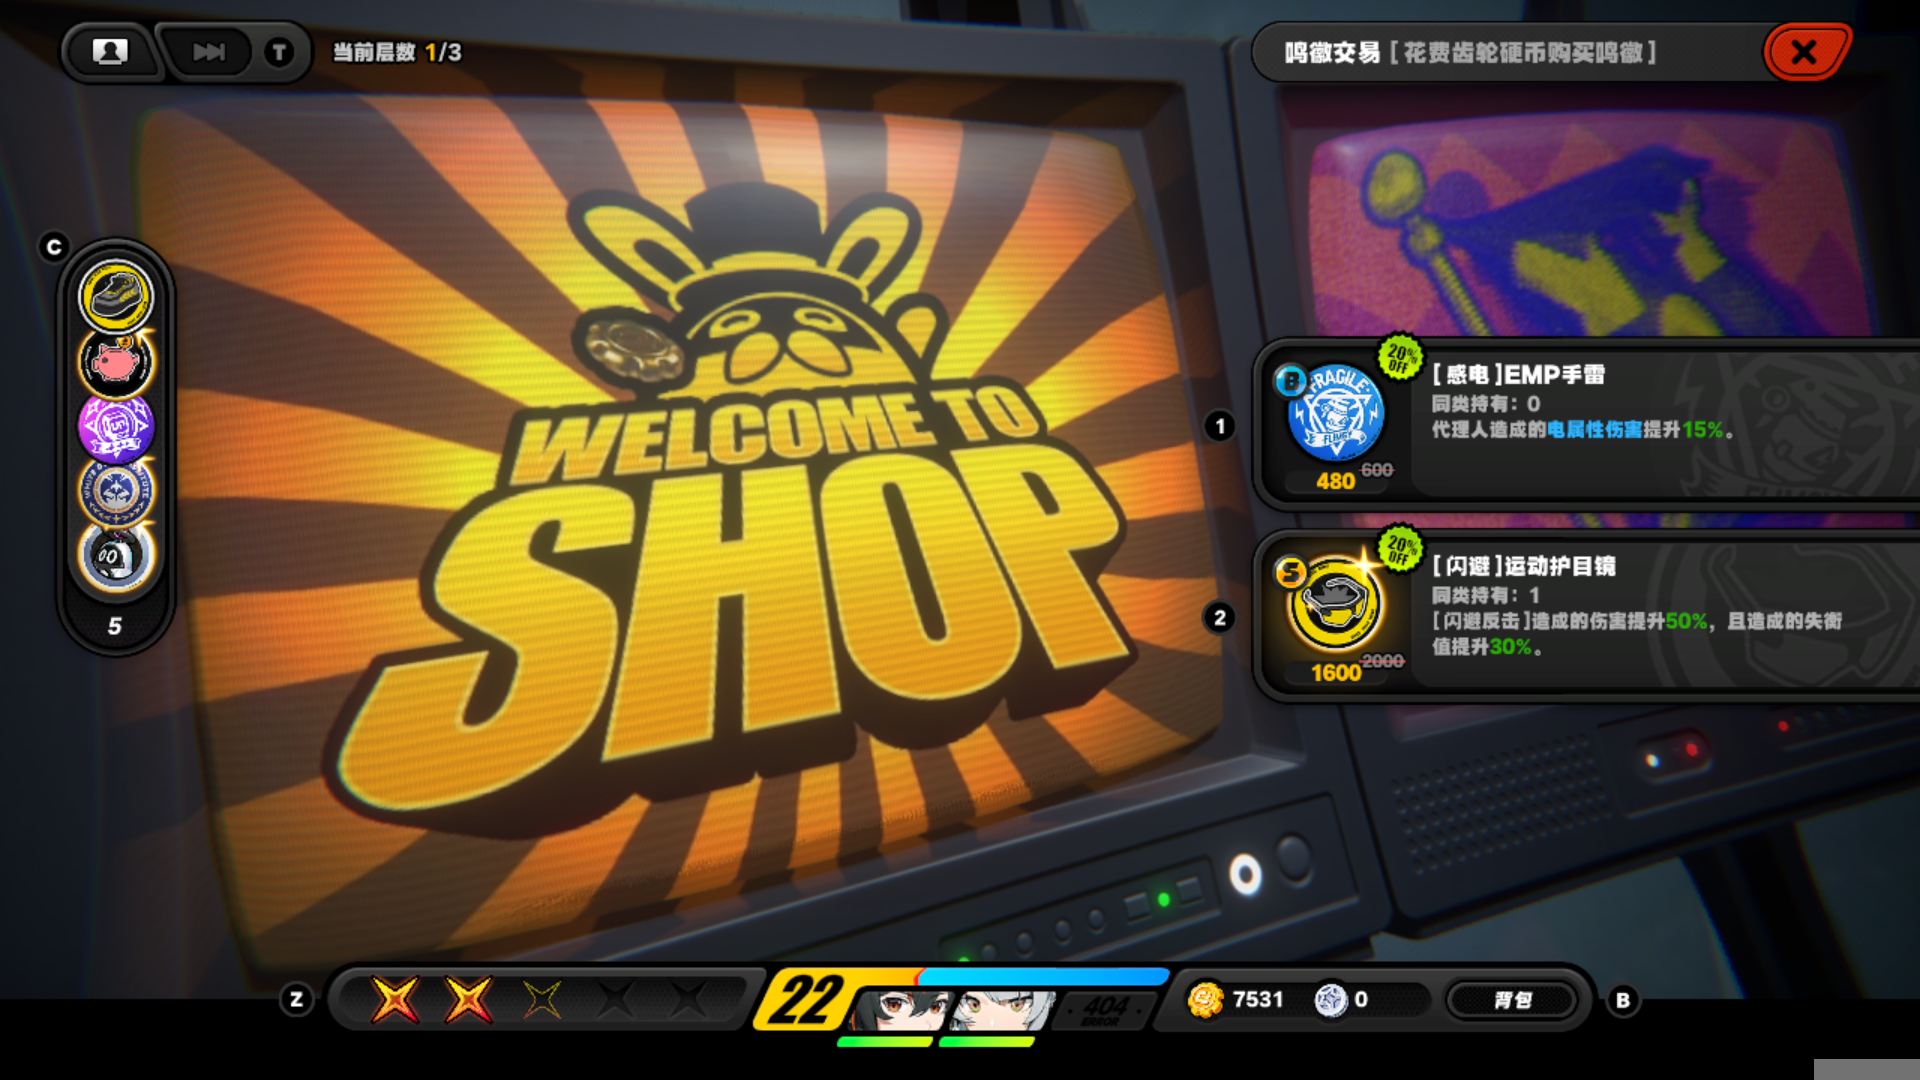 T
当前层数 1/3
鸣徽交易 [ 花费齿轮硬币购买鸣徽 ]
C
5
WELCOME TO
SHOP
1
B
FRAGILE
20%
OFF
480 600
[ 感电 ]EMP手雷
同类持有：0
代理人造成的电属性伤害提升15%。
2
S
20%
OFF
1600 2000
[ 闪避 ]运动护目镜
同类持有：1
[ 闪避反击 ]造成的伤害提升50%，且造成的失衡
值提升30%。
Z
22
404
ERROR
7531
0
背包
B